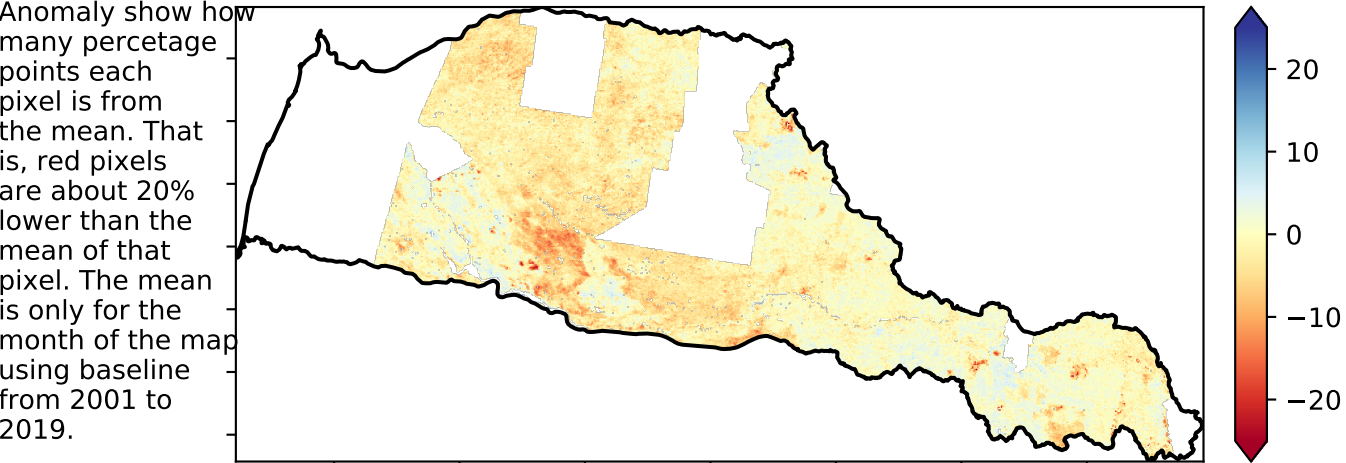 Anomaly show how
many percetage
points each
pixel is from
the mean. That
is, red pixels
are about 20%
lower than the
mean of that
pixel. The mean
is only for the
month of the map
using baseline
from 2001 to
2019.
20
10
0
−10
−20